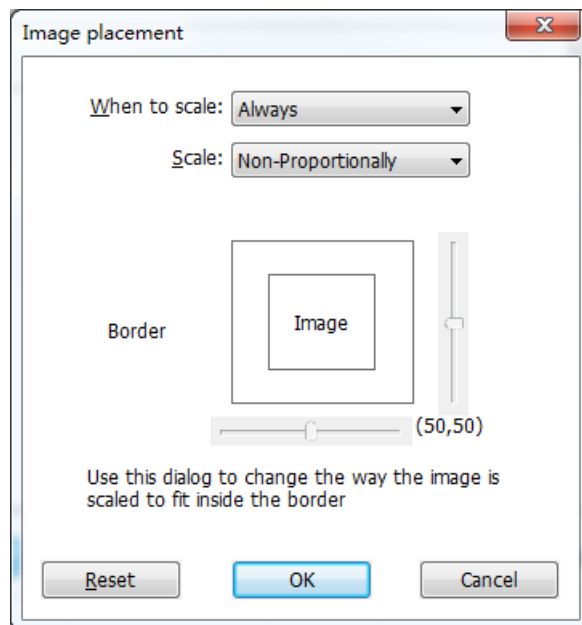 Image placement
When to scale: Always
Scale: Non-Proportionally
Border
Image
(50,50)
Use this dialog to change the way the image is
scaled to fit inside the border
Reset OK Cancel